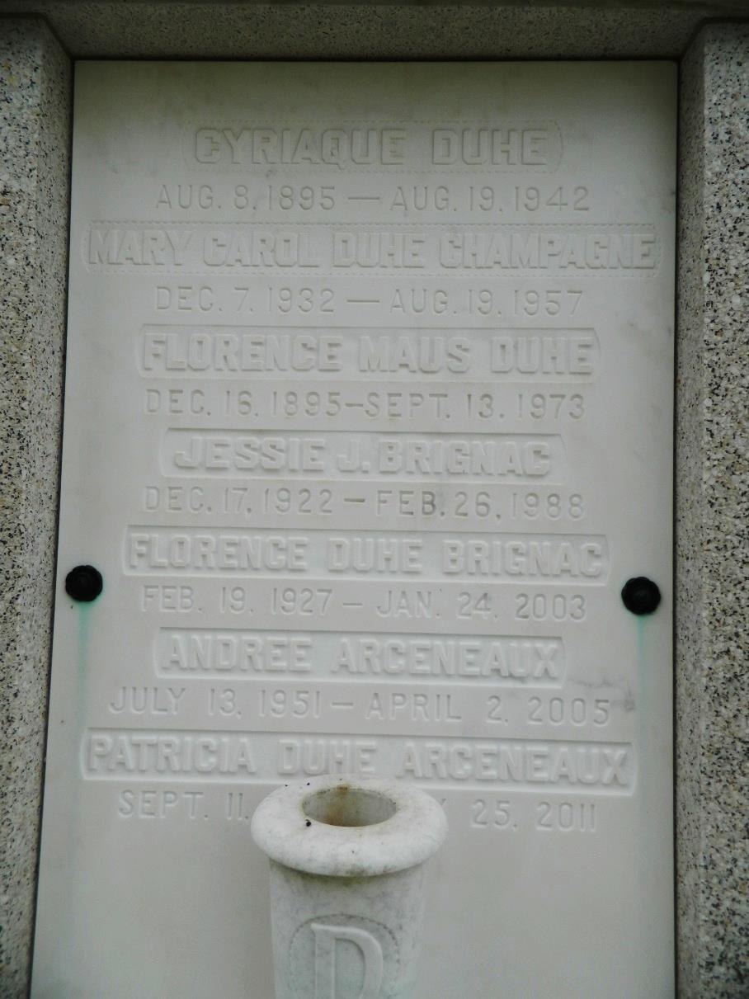 CYRIAQUE DUHE
AUG. 8, 1895 — AUG. 19, 1942
MARY CAROL DUHE CHAMPAGNE
DEC. 7, 1932 — AUG. 19, 1957
FLORENCE MAUS DUHE
DEC. 16, 1895 - SEPT. 13, 1973
JESSIE J. BRIGNAC
DEC. 17, 1922 - FEB. 26, 1988
FLORENCE DUHE BRIGNAC
FEB. 19, 1927 - JAN. 24, 2003
ANDREE ARCENEAUX
JULY 13, 1951 - APRIL 2, 2005
PATRICIA DUHE ARCENEAUX
SEPT. 11, 25, 2011
D